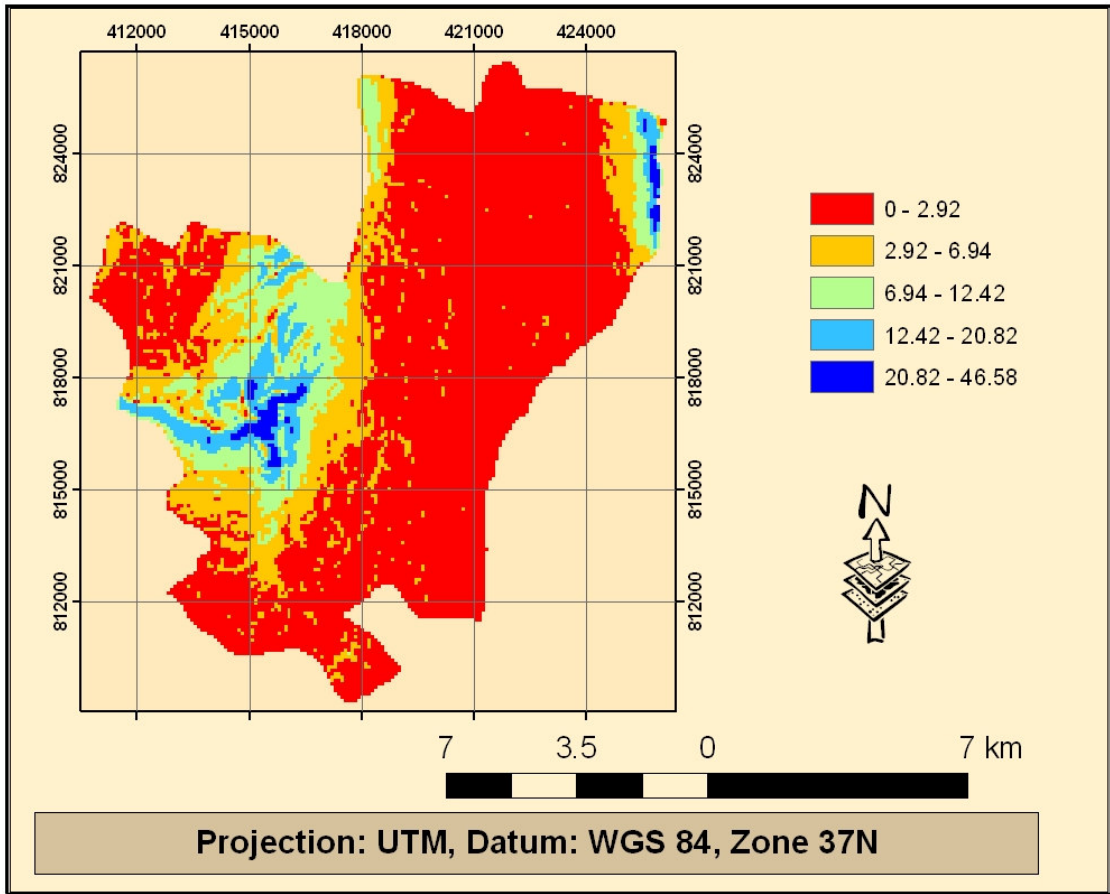 412000 415000 418000 421000 424000
824000 824000
821000 821000
818000 818000
815000 815000
812000 812000
0 - 2.92
2.92 - 6.94
6.94 - 12.42
12.42 - 20.82
20.82 - 46.58
N
7 3.5 0 7 km
Projection: UTM, Datum: WGS 84, Zone 37N